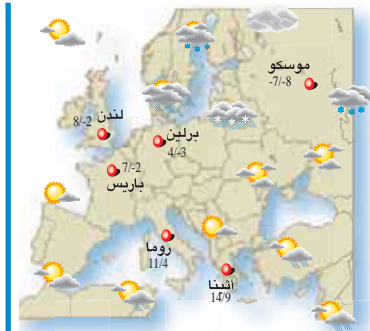 موسكو
-7/-8
لندن
8/-2
برلين
4/-3
7/-2
باريس
روما
11/4
أثينا
14/9